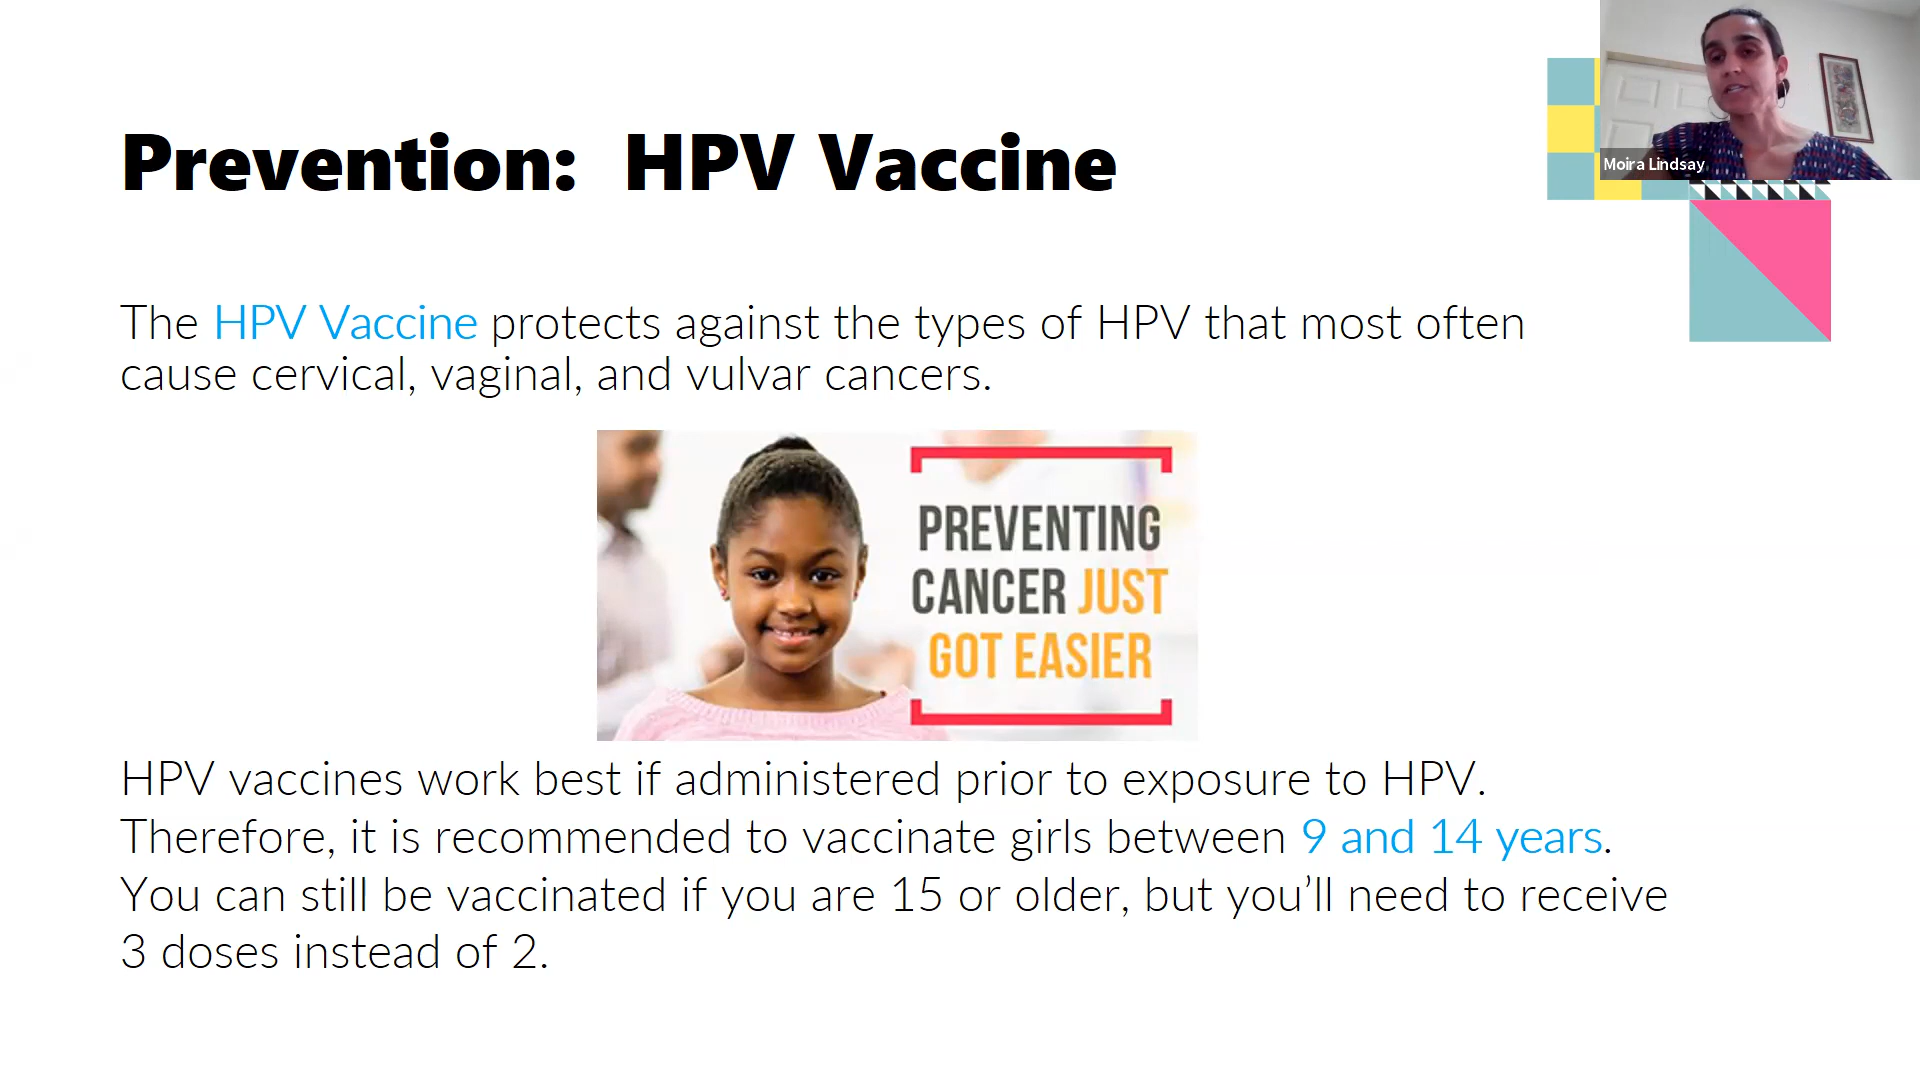 Moira Lindsay
Prevention: HPV Vaccine
The HPV Vaccine protects against the types of HPV that most often
cause cervical, vaginal, and vulvar cancers.
PREVENTING
CANCER JUST
GOT EASIER
HPV vaccines work best if administered prior to exposure to HPV.
Therefore, it is recommended to vaccinate girls between 9 and 14 years.
You can still be vaccinated if you are 15 or older, but you’ll need to receive
3 doses instead of 2.